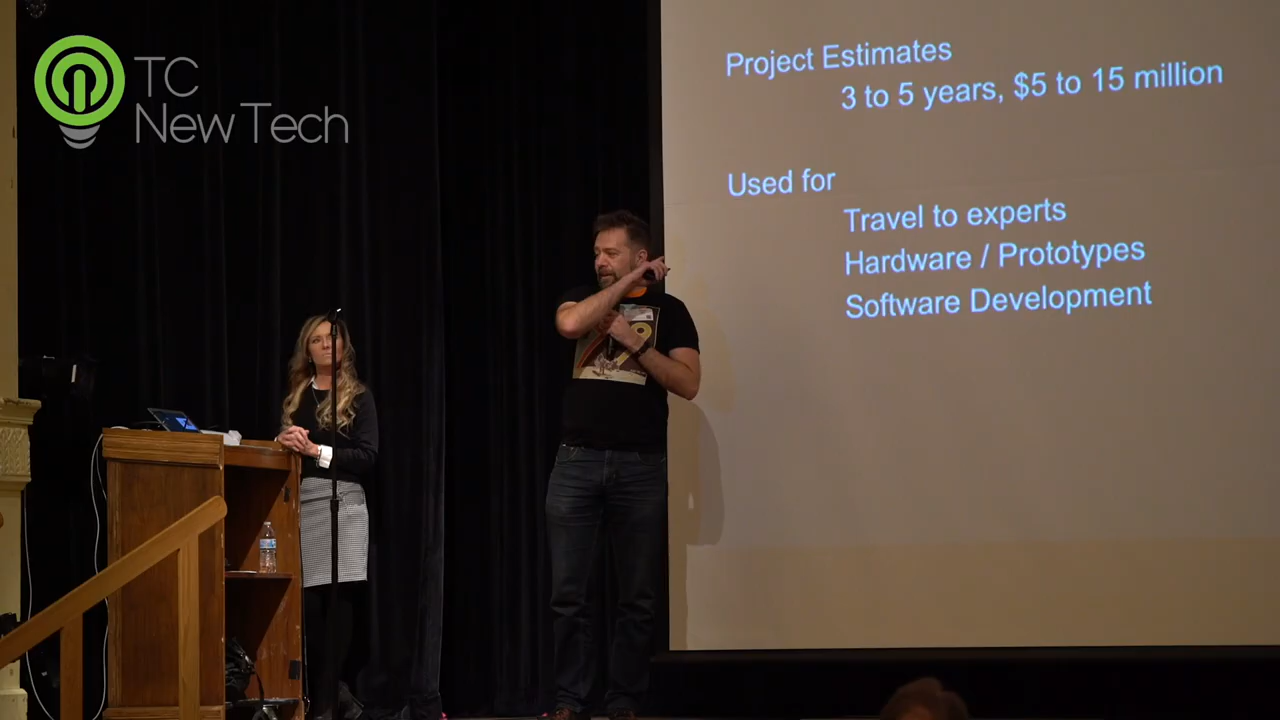 TC
New Tech
Project Estimates
3 to 5 years, $5 to 15 million
Used for
Travel to experts
Hardware / Prototypes
Software Development